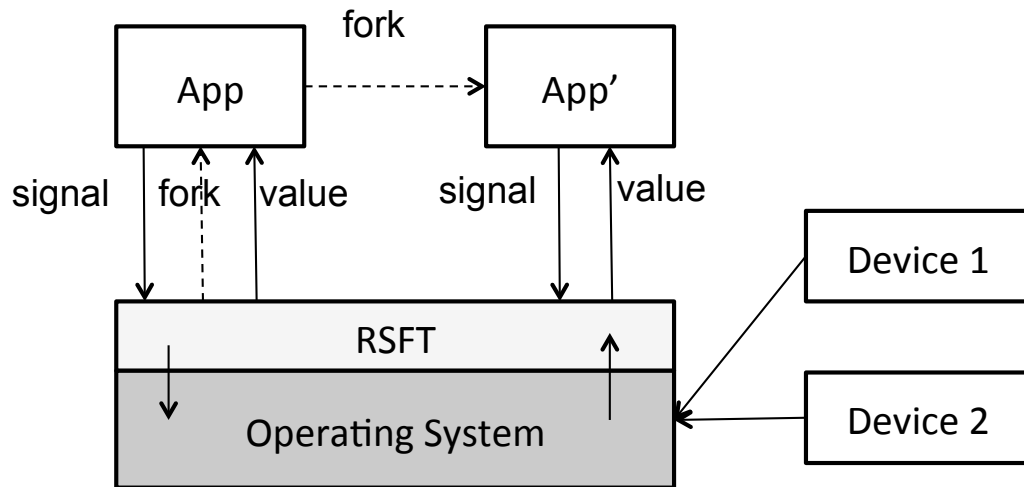 fork
App
App’
signal
fork
value
signal
value
Device 1
RSFT
Device 2
Operating System